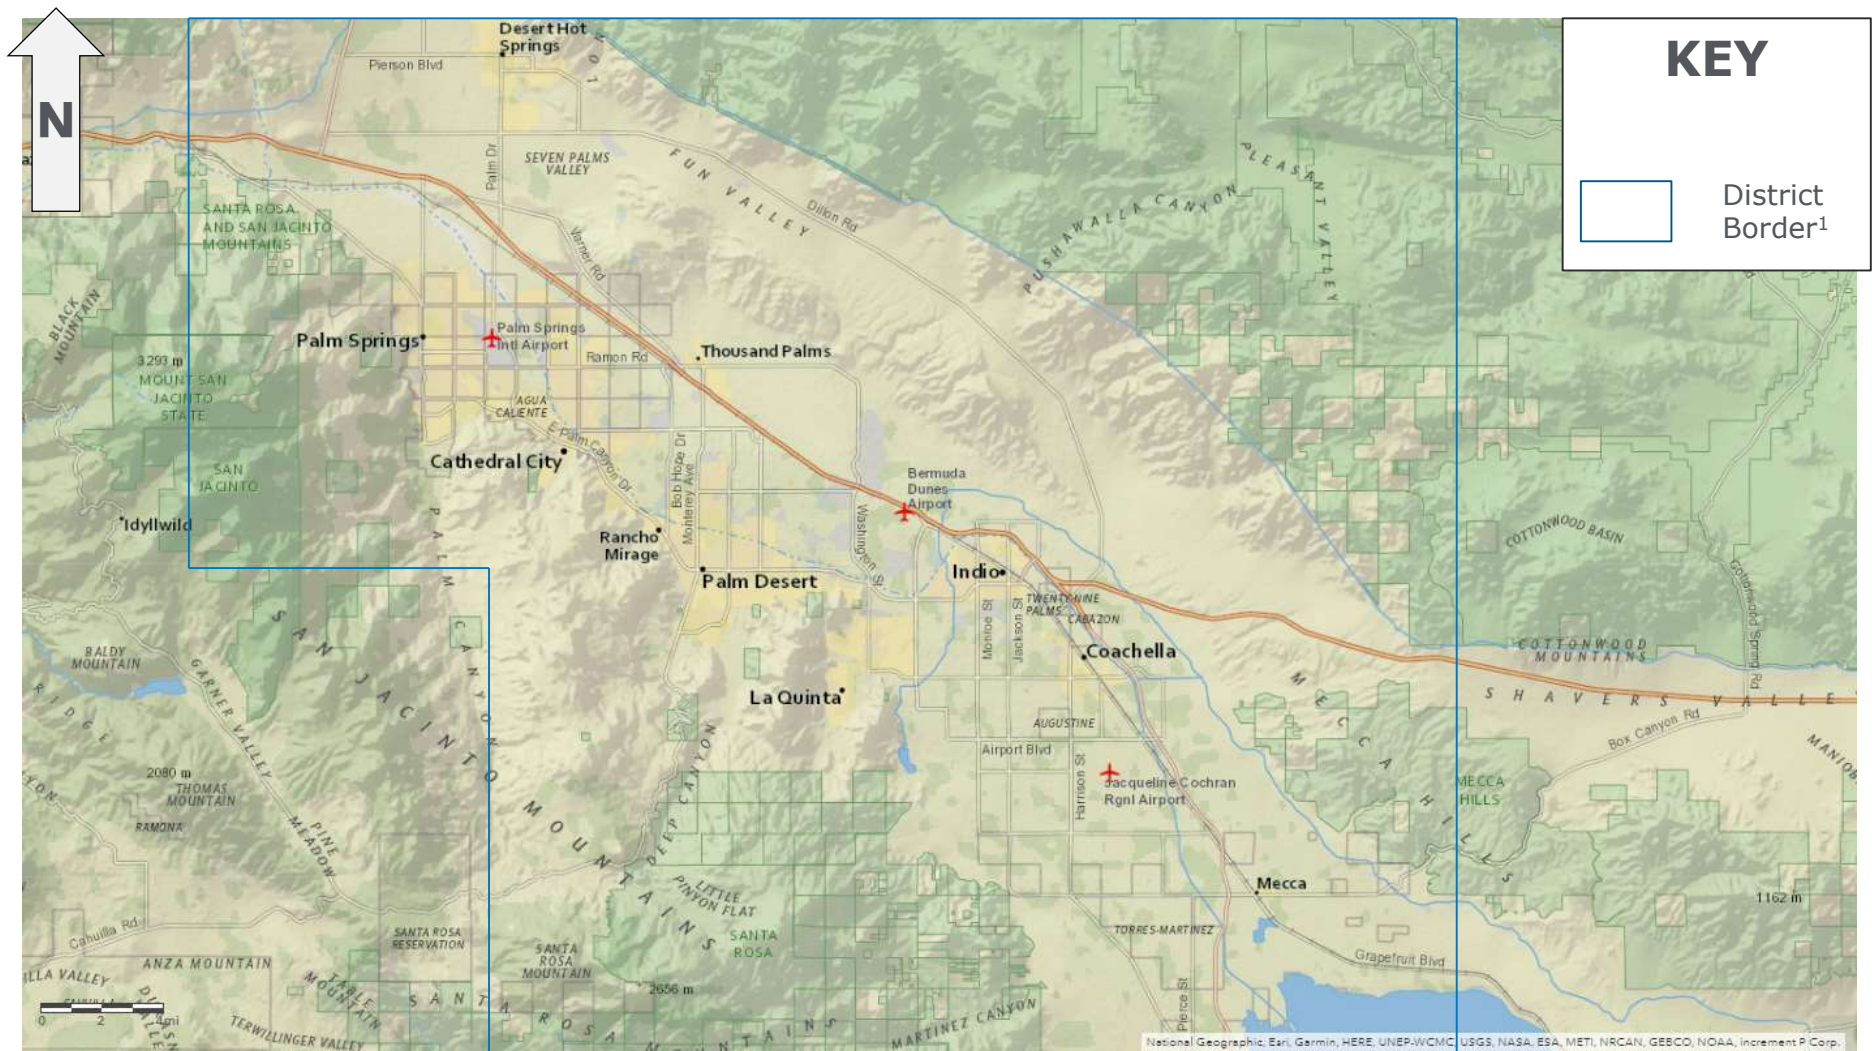 N
KEY
District
Border¹
Desert Hot
Springs
Pierson Blvd
Palm Dr
SEVEN PALMS
VALLEY
FUN VALLEY
Dillon Rd
PLEASANT VALLEY
PUSHAWALLA CANYON
SANTA ROSA
AND SAN JACINTO
MOUNTAINS
Varner Rd
BLACK
MOUNTAIN
Palm Springs
Palm Springs
Intl Airport
Ramon Rd
Thousand Palms
3293 m
MOUNT SAN
JACINTO
STATE
AGUA
CALIENTE
E Palm Canyon Dr
Cathedral City
Bob Hope Dr
Monterey Ave
SAN
JACINTO
Bermuda
Dunes
Airport
Idyllwild
PALM CANYON
Rancho
Mirage
Washington St
COTTONWOOD BASIN
Cottonwood Spring Rd
Palm Desert
Indio
TWENTYNINE
PALMS
CABAZON
Monroe St
Jackson St
SAN JACINTO MOUNTAINS
BALDY
MOUNTAIN
GARNER VALLEY
RIDGE
Coachella
COTTONWOOD
MOUNTAINS
La Quinta
MECCA HILLS
SHAVERS VALLEY
Box Canyon Rd
AUGUSTINE
Airport Blvd
DEEP CANYON
Harrison St
Jacqueline Cochran
Rgnl Airport
MECCA
HILLS
2080 m
THOMAS
MOUNTAIN
RAMONA
PINE
MEADOW
LITTLE
PINYON FLAT
Mecca
1162 m
Cahuilla Rd
SANTA ROSA
RESERVATION
SANTA
ROSA
MOUNTAIN
SANTA
ROSA
TORRES-MARTINEZ
Grapefruit Blvd
ANZA MOUNTAIN
TABLE
MOUNTAIN
2656 m
SANTA ROSA MOUNTAINS
MARTINEZ CANYON
Pierce St
TERWILLINGER VALLEY
0 2 4mi
National Geographic, Esri, Garmin, HERE, UNEP-WCMC, USGS, NASA, ESA, METI, NRCAN, GEBCO, NOAA, increment P Corp.